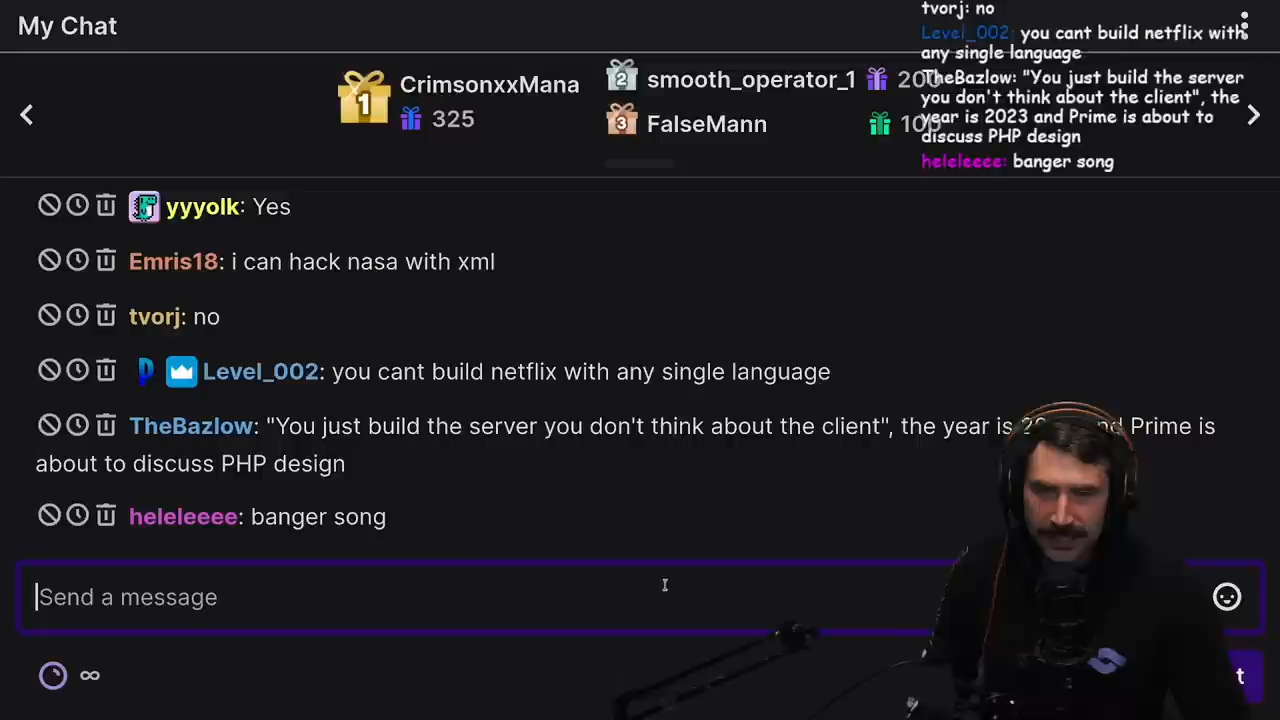 My Chat
tvorj: no
Level_002: you cant build netflix with
any single language
TheBazlow: "You just build the server
you don't think about the client", the
year is 2023 and Prime is about to
discuss PHP design
heleleeee: banger song
1 CrimsonxxMana
325
2 smooth_operator_1 200
3 FalseMann
yyyolk: Yes
Emris18: i can hack nasa with xml
tvorj: no
Level_002: you cant build netflix with any single language
TheBazlow: "You just build the server you don't think about the client", the year is Prime is
about to discuss PHP design
heleleeee: banger song
Send a message
∞
t